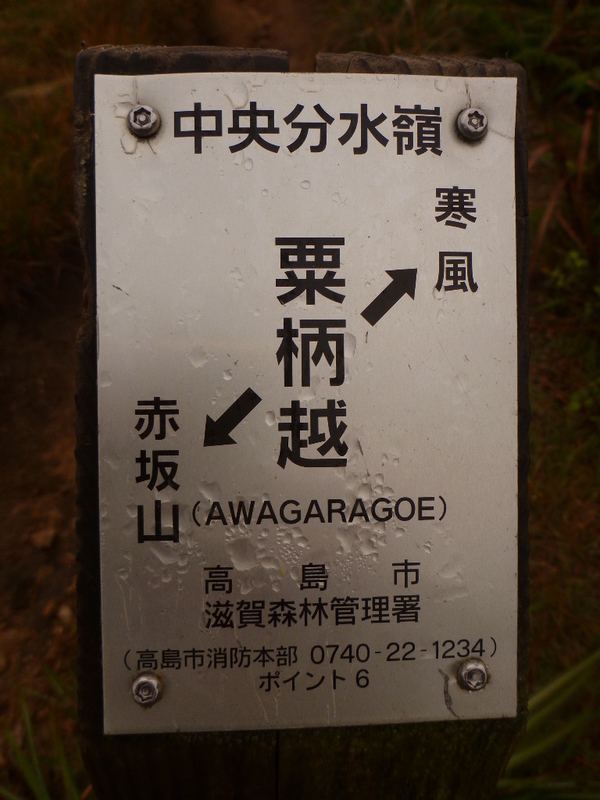 中央分水嶺
寒風
粟柄越
赤坂山
(AWAGARAGOE)
高島市
滋賀森林管理署
(高島市消防本部 0740-22-1234)
ポイント6